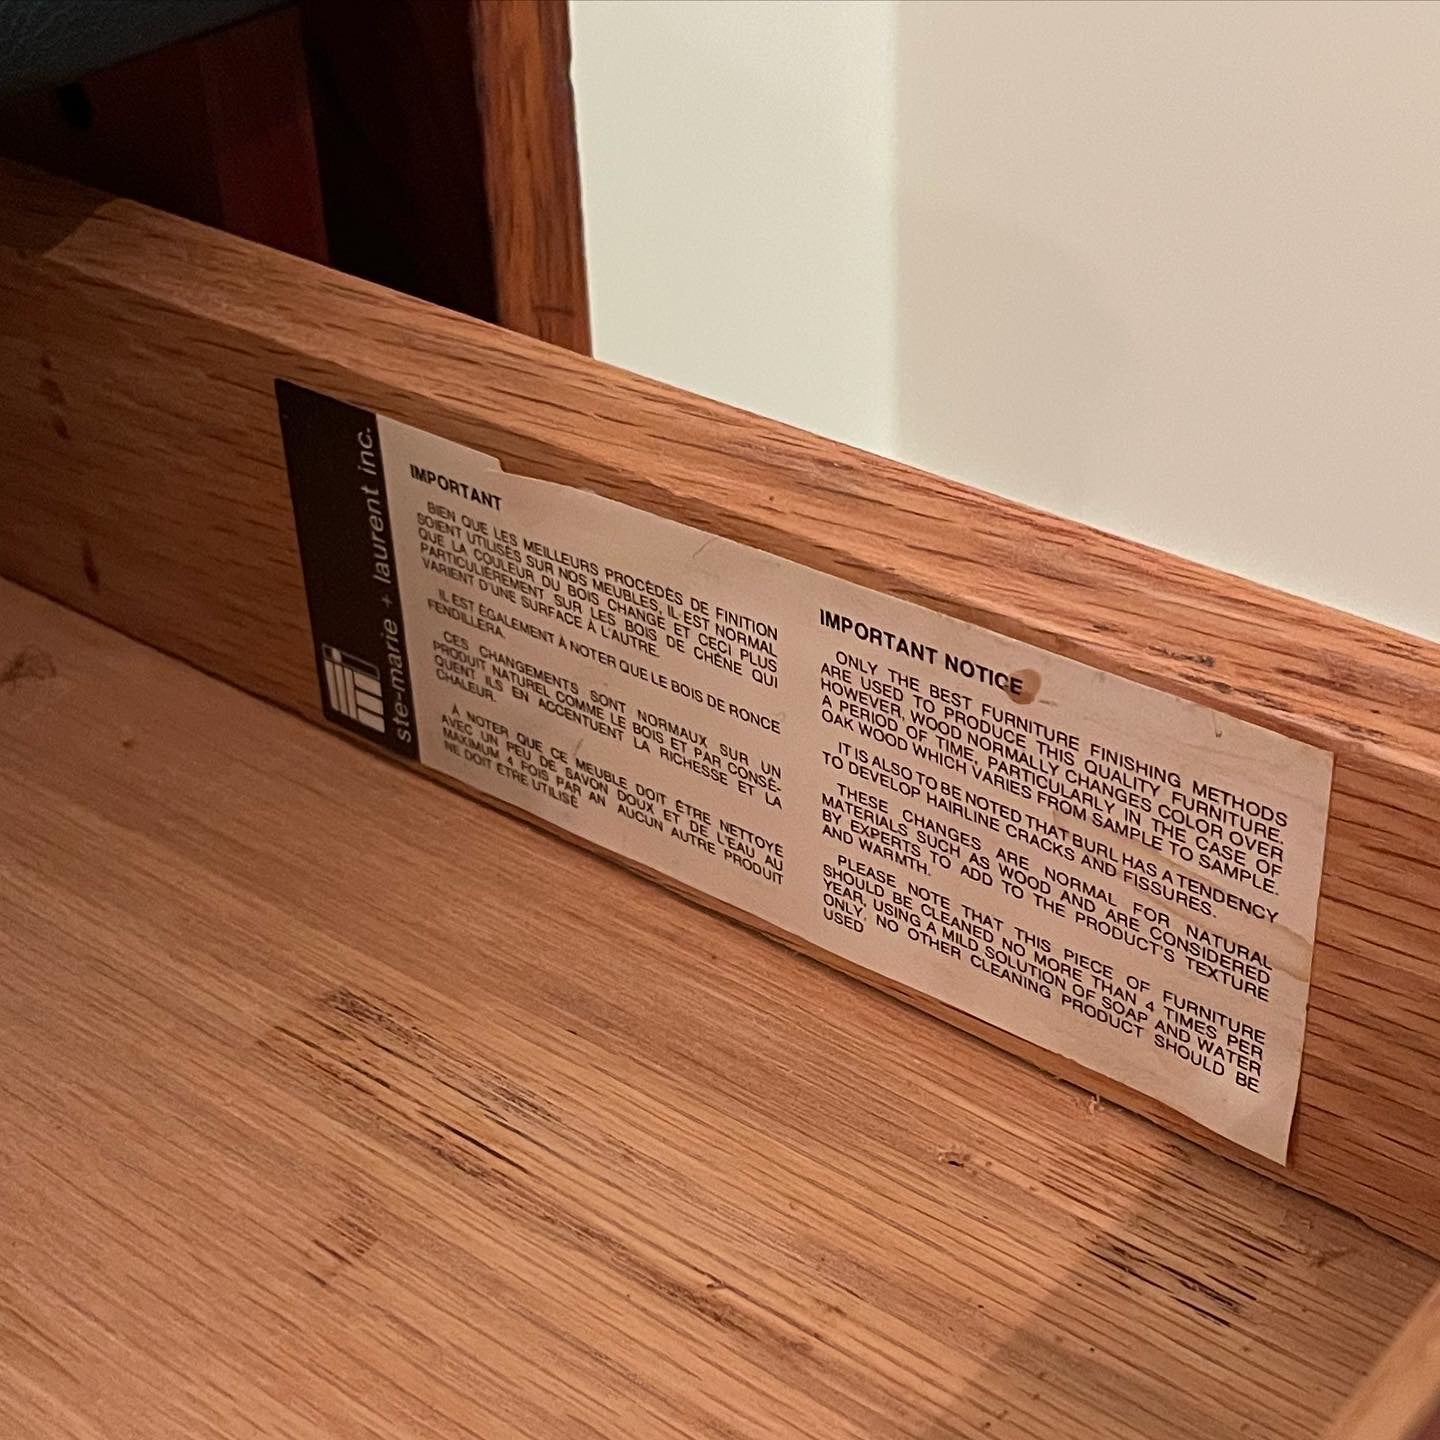 ste-marie + laurent inc.
IMPORTANT
BIEN QUE LES MEILLEURS PROCÉDÉS DE FINITION
SOIENT UTILISÉS SUR NOS MEUBLES, IL EST NORMAL
QUE LA COULEUR DU BOIS CHANGE ET CECI PLUS
PARTICULIÈREMENT SUR LES BOIS DE CHÊNE QUI
VARIENT D'UNE SURFACE À L'AUTRE.
IL EST ÉGALEMENT À NOTER QUE LE BOIS DE RONCE
FENDILLERA.
CES CHANGEMENTS SONT NORMAUX SUR UN
PRODUIT NATUREL COMME LE BOIS ET PAR CONSÉ-
QUENT ILS EN ACCENTUENT LA RICHESSE ET LA
CHALEUR.
À NOTER QUE CE MEUBLE DOIT ÊTRE NETTOYÉ
AVEC UN PEU DE SAVON DOUX ET DE L'EAU AU
MAXIMUM 4 FOIS PAR AN AUCUN AUTRE PRODUIT
NE DOIT ÊTRE UTILISÉ
IMPORTANT NOTICE
ONLY THE BEST FURNITURE FINISHING METHODS
ARE USED TO PRODUCE THIS QUALITY FURNITURE.
HOWEVER, WOOD NORMALLY CHANGES COLOR OVER
A PERIOD OF TIME, PARTICULARLY IN THE CASE OF
OAK WOOD WHICH VARIES FROM SAMPLE TO SAMPLE.
IT IS ALSO TO BE NOTED THAT BURL HAS A TENDENCY
TO DEVELOP HAIRLINE CRACKS AND FISSURES.
THESE CHANGES ARE NORMAL FOR NATURAL
MATERIALS SUCH AS WOOD AND ARE CONSIDERED
BY EXPERTS TO ADD TO THE PRODUCT'S TEXTURE
AND WARMTH.
PLEASE NOTE THAT THIS PIECE OF FURNITURE
SHOULD BE CLEANED NO MORE THAN 4 TIMES PER
YEAR, USING A MILD SOLUTION OF SOAP AND WATER
ONLY, NO OTHER CLEANING PRODUCT SHOULD BE
USED